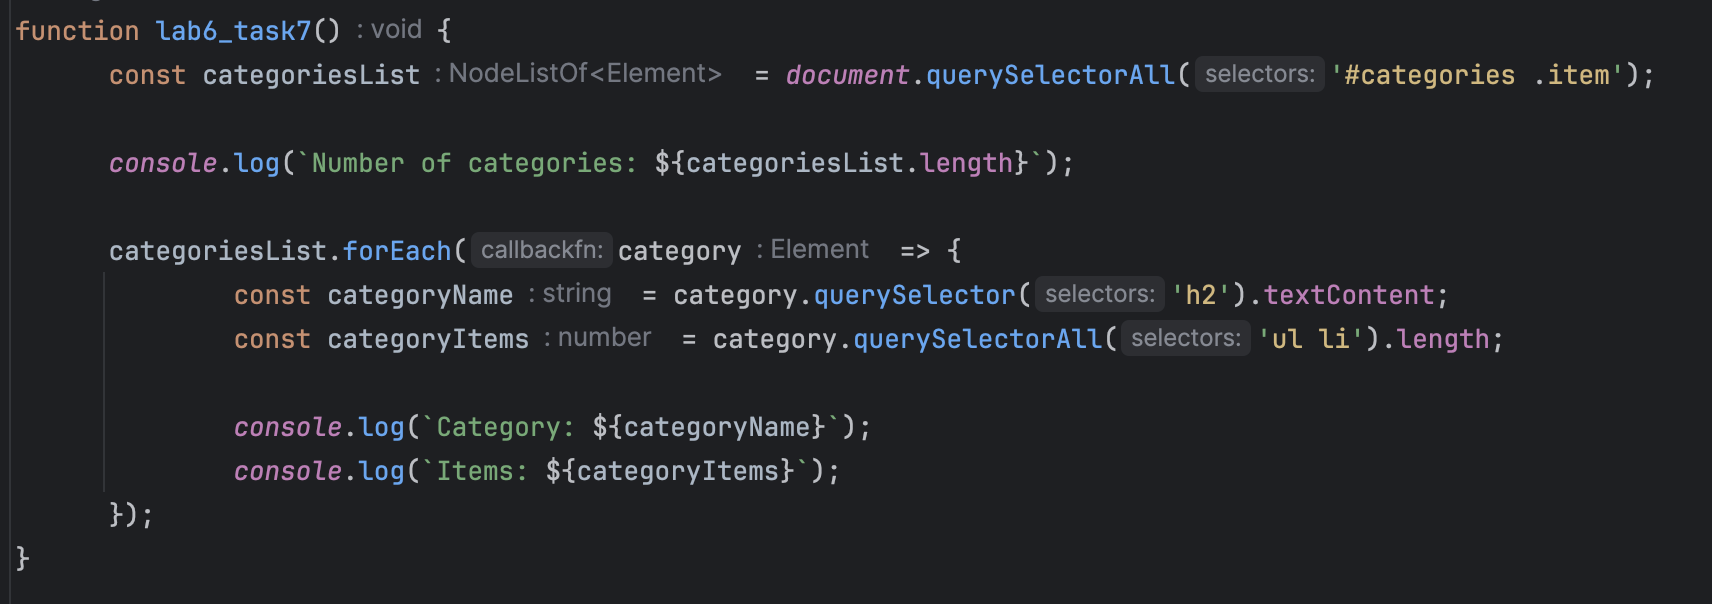 function lab6_task7() : void {
const categoriesList : NodeListOf<Element> = document.querySelectorAll( selectors: '#categories .item');
console.log(`Number of categories: ${categoriesList.length}`);
categoriesList.forEach( callbackfn: category : Element => {
const categoryName : string = category.querySelector( selectors: 'h2').textContent;
const categoryItems : number = category.querySelectorAll( selectors: 'ul li').length;
console.log(`Category: ${categoryName}`);
console.log(`Items: ${categoryItems}`);
});
}